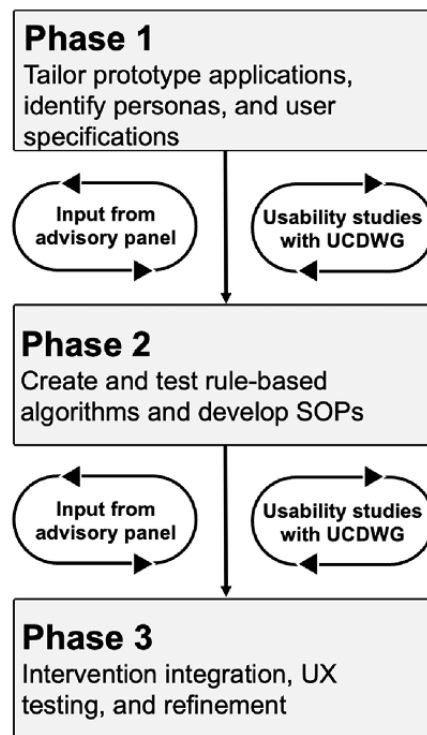 Phase 1
Tailor prototype applications,
identify personas, and user
specifications
Input from
advisory panel
Usability studies
with UCDWG
Phase 2
Create and test rule-based
algorithms and develop SOPs
Input from
advisory panel
Usability studies
with UCDWG
Phase 3
Intervention integration, UX
testing, and refinement